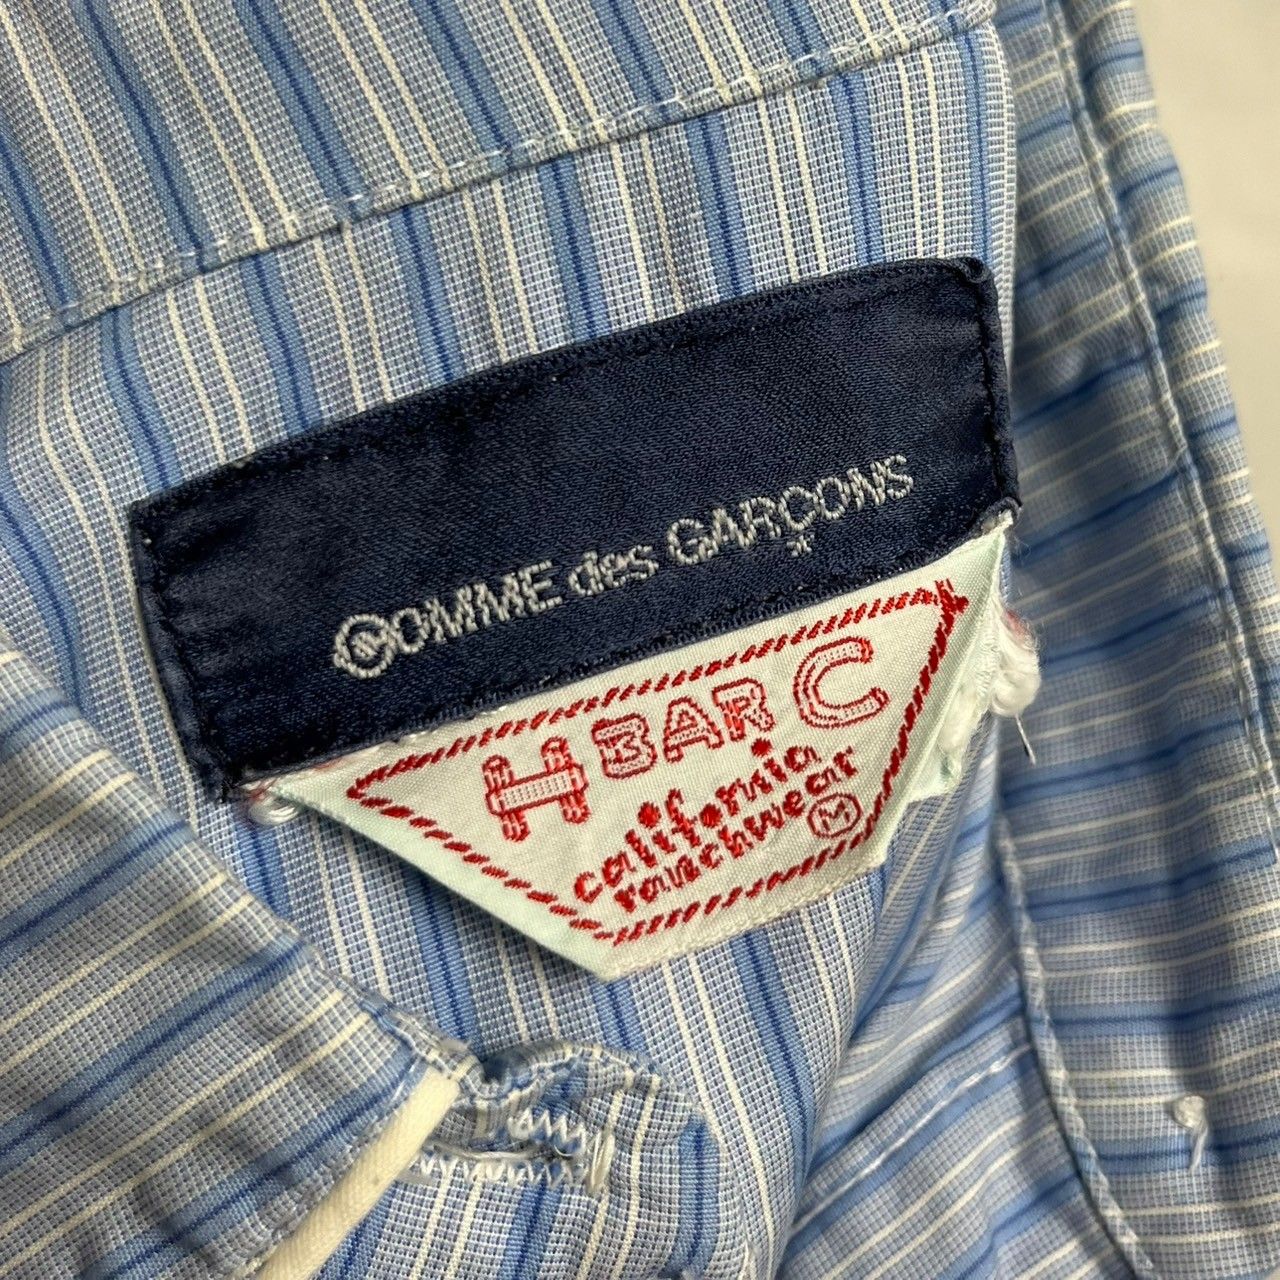 COMME des GARÇONS
H BAR C
california
ranchwear
M